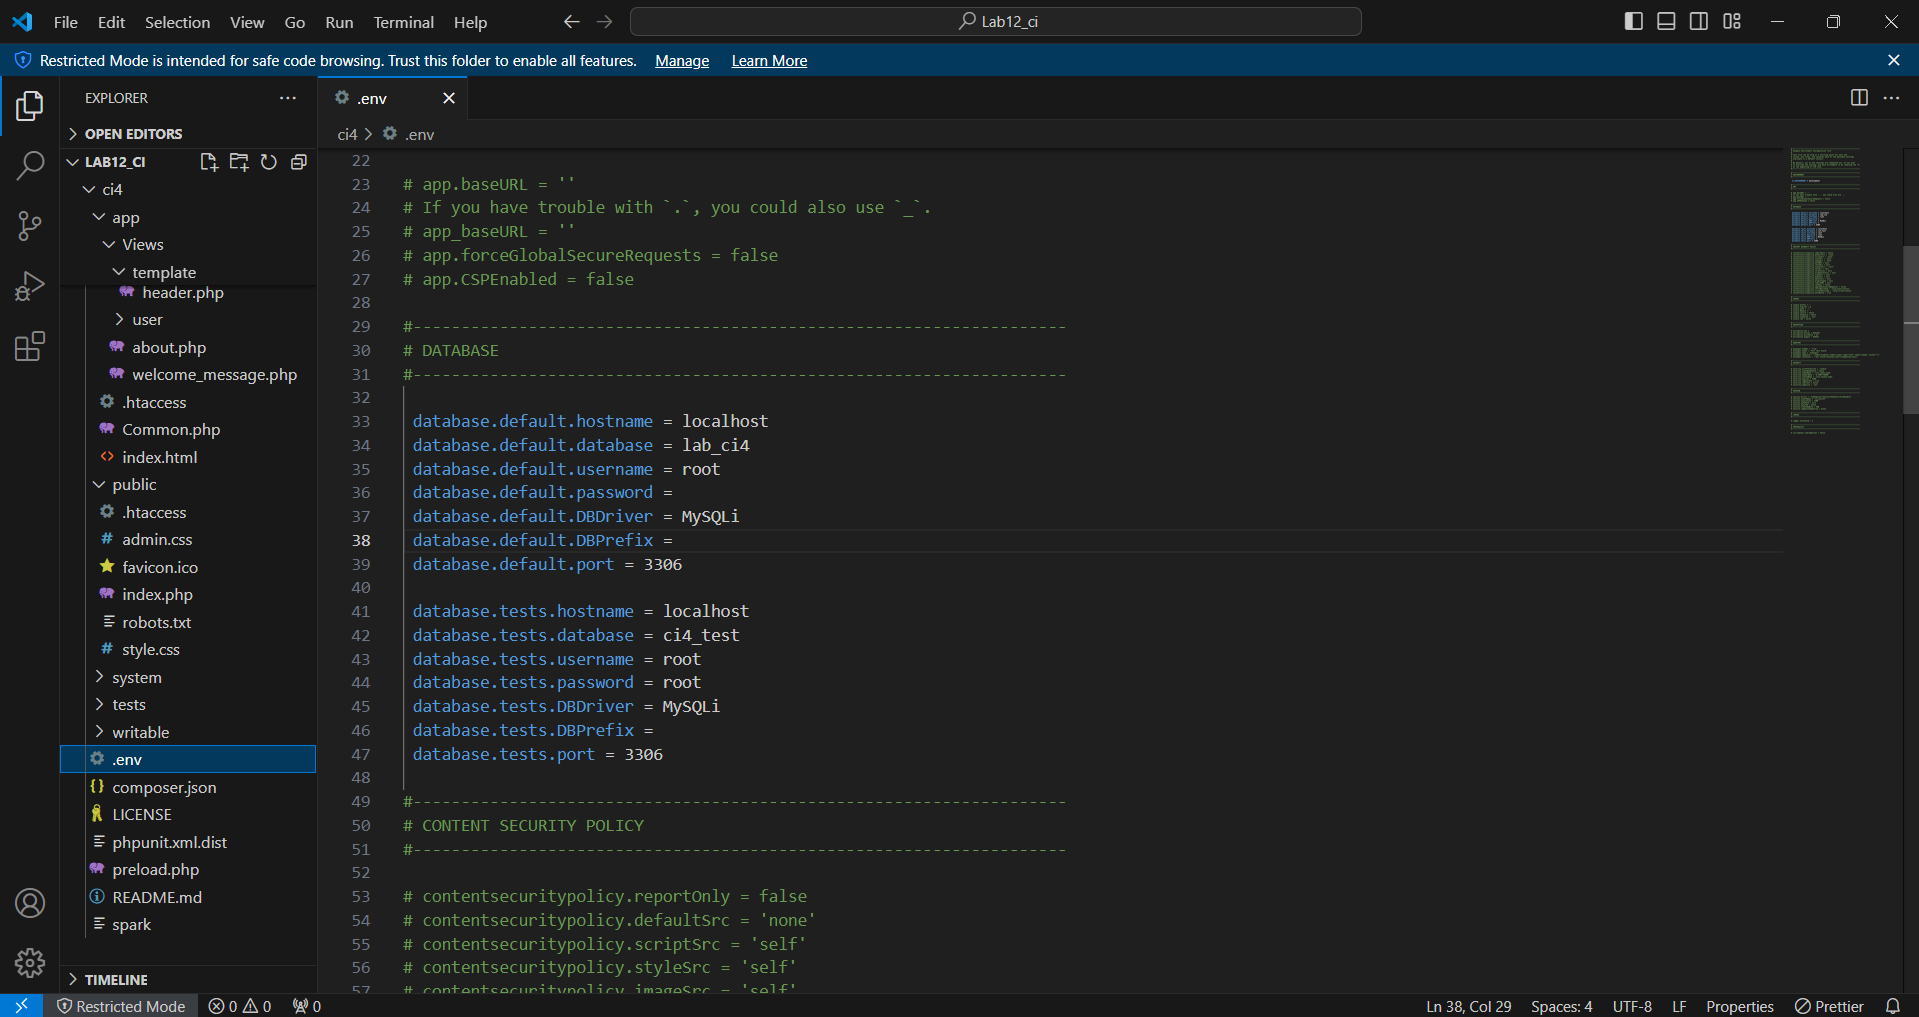 File Edit Selection View Go Run Terminal Help
Lab12_ci
Restricted Mode is intended for safe code browsing. Trust this folder to enable all features. Manage Learn More
EXPLORER
OPEN EDITORS
LAB12_CI
ci4
app
Views
template
header.php
user
about.php
welcome_message.php
.htaccess
Common.php
index.html
public
.htaccess
admin.css
favicon.ico
index.php
robots.txt
style.css
system
tests
writable
.env
composer.json
LICENSE
phpunit.xml.dist
preload.php
README.md
spark
TIMELINE
.env
ci4 > .env
22
23 # app.baseURL = ''
24 # If you have trouble with `.`, you could also use `_`.
25 # app_baseURL = ''
26 # app.forceGlobalSecureRequests = false
27 # app.CSPEnabled = false
28
29 #--------------------------------------------------------------------
30 # DATABASE
31 #--------------------------------------------------------------------
32
33 database.default.hostname = localhost
34 database.default.database = lab_ci4
35 database.default.username = root
36 database.default.password =
37 database.default.DBDriver = MySQLi
38 database.default.DBPrefix =
39 database.default.port = 3306
40
41 database.tests.hostname = localhost
42 database.tests.database = ci4_test
43 database.tests.username = root
44 database.tests.password = root
45 database.tests.DBDriver = MySQLi
46 database.tests.DBPrefix =
47 database.tests.port = 3306
48
49 #--------------------------------------------------------------------
50 # CONTENT SECURITY POLICY
51 #--------------------------------------------------------------------
52
53 # contentsecuritypolicy.reportOnly = false
54 # contentsecuritypolicy.defaultSrc = 'none'
55 # contentsecuritypolicy.scriptSrc = 'self'
56 # contentsecuritypolicy.styleSrc = 'self'
57 # contentsecuritypolicy.imageSrc = 'self'
Restricted Mode 0 0 0 Ln 38, Col 29 Spaces: 4 UTF-8 LF Properties Prettier